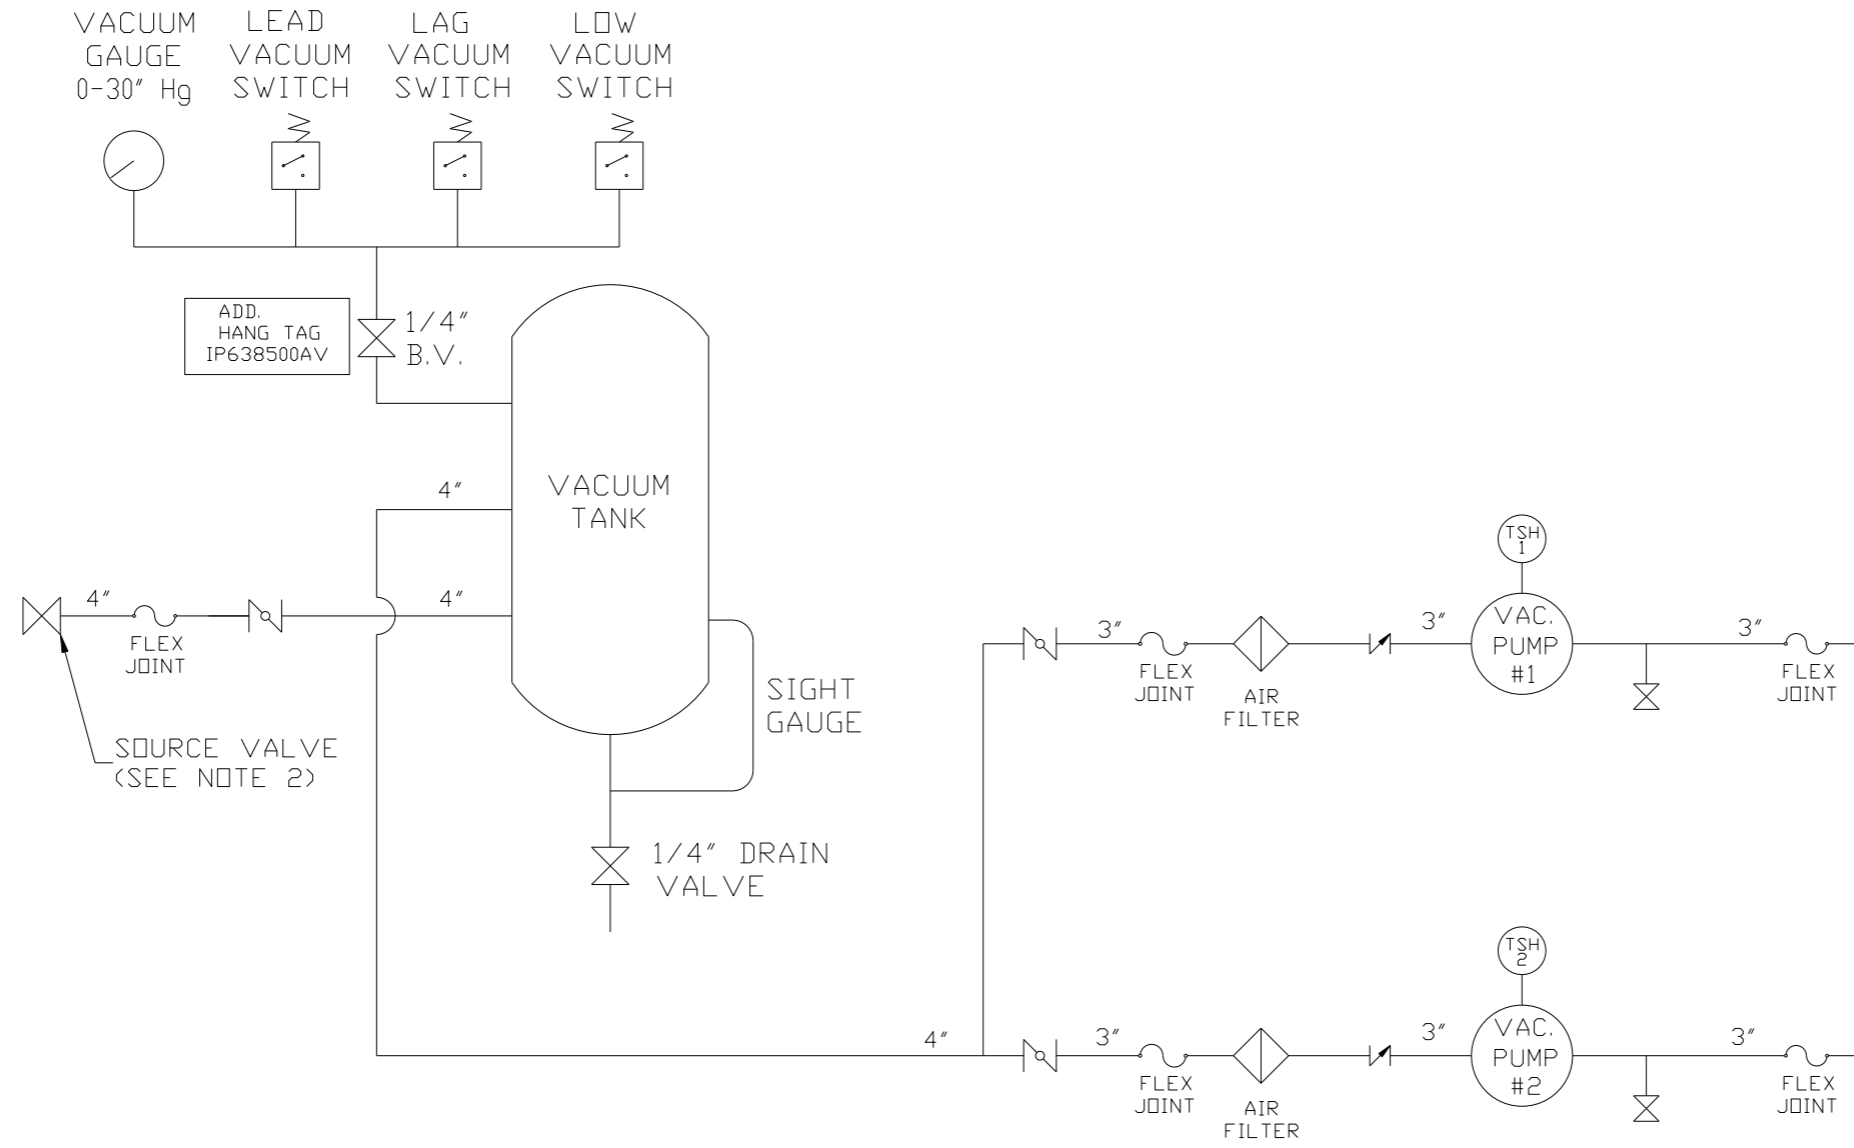 VACUUM
GAUGE
0-30" Hg
LEAD
VACUUM
SWITCH
LAG
VACUUM
SWITCH
LOW
VACUUM
SWITCH
ADD.
HANG TAG
IP638500AV
1/4"
B.V.
4"
VACUUM
TANK
4"
FLEX
JOINT
4"
SOURCE VALVE
(SEE NOTE 2)
SIGHT
GAUGE
1/4" DRAIN
VALVE
TSH
1
3"
FLEX
JOINT
AIR
FILTER
3"
VAC.
PUMP
#1
3"
FLEX
JOINT
4"
TSH
2
3"
FLEX
JOINT
AIR
FILTER
3"
VAC.
PUMP
#2
3"
FLEX
JOINT